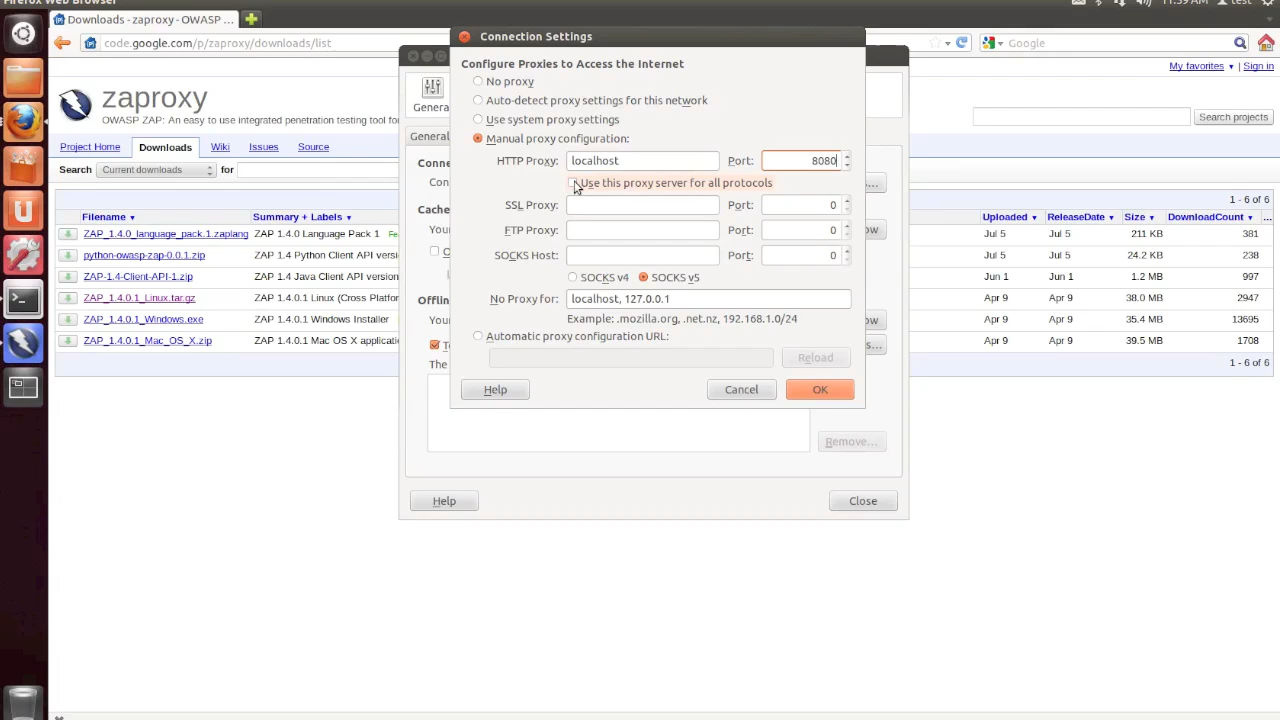 Firefox Web Browser
11:59 AM
test
Downloads - zaproxy - OWASP ...
code.google.com/p/zaproxy/downloads/list
Google
My favorites ▼ | Sign in
zaproxy
OWASP ZAP: An easy to use integrated penetration testing tool for
Search projects
Project Home
Downloads
Wiki
Issues
Source
Search
Current downloads
for
1 - 6 of 6
Filename ▼
Summary + Labels ▼
Uploaded ▼
ReleaseDate ▼
Size ▼
DownloadCount ▼
...
ZAP_1.4.0_language_pack.1.zaplang
ZAP 1.4.0 Language Pack 1
Fe
Jul 5
Jul 5
211 KB
381
python-owasp-zap-0.0.1.zip
ZAP 1.4 Python Client API version
Jul 5
Jul 5
24.2 KB
238
ZAP-1.4-Client-API-1.zip
ZAP 1.4 Java Client API version
Jun 1
Jun 1
1.2 MB
997
ZAP_1.4.0.1_Linux.tar.gz
ZAP 1.4.0.1 Linux (Cross Platfor
Apr 9
Apr 9
38.0 MB
2947
ZAP_1.4.0.1_Windows.exe
ZAP 1.4.0.1 Windows Installer
Apr 9
Apr 9
35.4 MB
13695
ZAP_1.4.0.1_Mac_OS_X.zip
ZAP 1.4.0.1 Mac OS X applicatio
Apr 9
Apr 9
41.9 MB
1708
1 - 6 of 6
Genera
General
Conne
Con
Cache
Your
O
Offlin
Your
The
...
ow
ow
s...
Remove...
Help
Close
Connection Settings
Configure Proxies to Access the Internet
No proxy
Auto-detect proxy settings for this network
Use system proxy settings
Manual proxy configuration:
HTTP Proxy: localhost Port: 8080
Use this proxy server for all protocols
SSL Proxy: Port: 0
FTP Proxy: Port: 0
SOCKS Host: Port: 0
SOCKS v4 SOCKS v5
No Proxy for: localhost, 127.0.0.1
Example: .mozilla.org, .net.nz, 192.168.1.0/24
Automatic proxy configuration URL:
Reload
Help
Cancel
OK